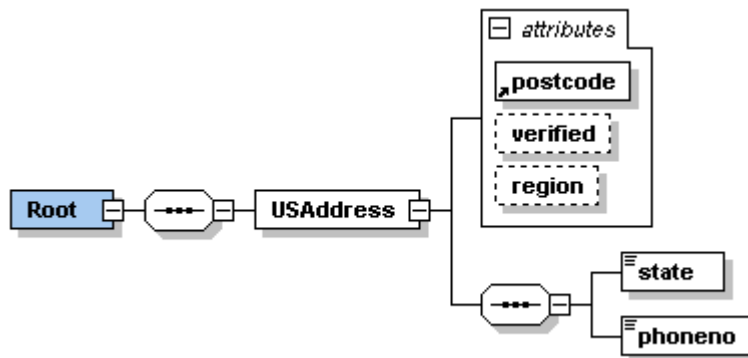 attributes
postcode
verified
region
Root
USAddress
state
phoneno